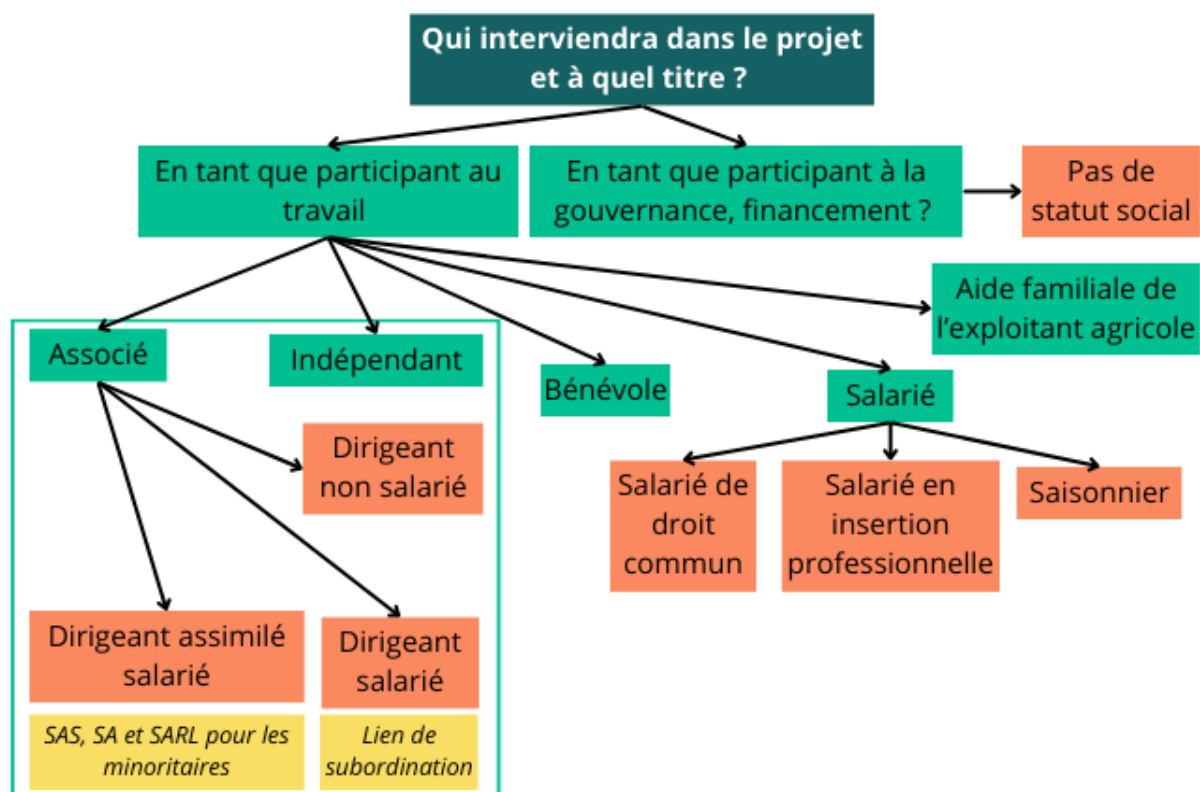 Qui interviendra dans le projet
et à quel titre ?
En tant que participant au
travail
En tant que participant à la
gouvernance, financement ?
Pas de
statut social
Aide familiale de
l'exploitant agricole
Associé
Indépendant
Bénévole
Salarié
Dirigeant
non salarié
Salarié de
droit
commun
Salarié en
insertion
professionnelle
Saisonnier
Dirigeant assimilé
salarié
Dirigeant
salarié
SAS, SA et SARL pour les
minoritaires
Lien de
subordination